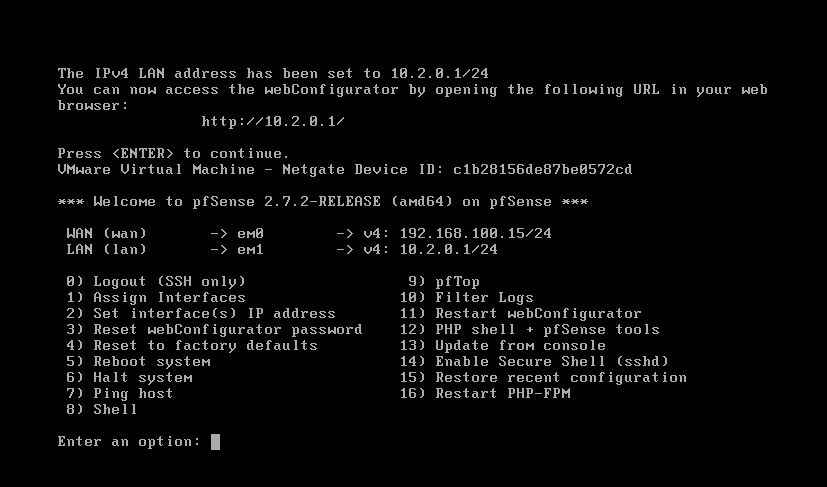 The IPv4 LAN address has been set to 10.2.0.1/24
You can now access the webConfigurator by opening the following URL in your web
browser:
http://10.2.0.1/
Press <ENTER> to continue.
VMware Virtual Machine - Netgate Device ID: c1b28156de87be0572cd
*** Welcome to pfSense 2.7.2-RELEASE (amd64) on pfSense ***
WAN (wan) -> em0 -> v4: 192.168.100.15/24
LAN (lan) -> em1 -> v4: 10.2.0.1/24
0) Logout (SSH only) 9) pfTop
1) Assign Interfaces 10) Filter Logs
2) Set interface(s) IP address 11) Restart webConfigurator
3) Reset webConfigurator password 12) PHP shell + pfSense tools
4) Reset to factory defaults 13) Update from console
5) Reboot system 14) Enable Secure Shell (sshd)
6) Halt system 15) Restore recent configuration
7) Ping host 16) Restart PHP-FPM
8) Shell
Enter an option: